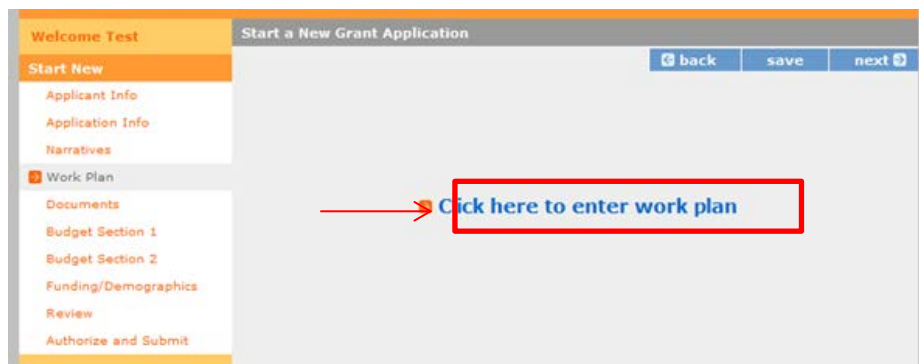 Welcome Test
Start a New Grant Application
back
save
next
Start New
Applicant Info
Application Info
Narratives
Work Plan
Documents
Budget Section 1
Budget Section 2
Funding/Demographics
Review
Authorize and Submit
Click here to enter work plan